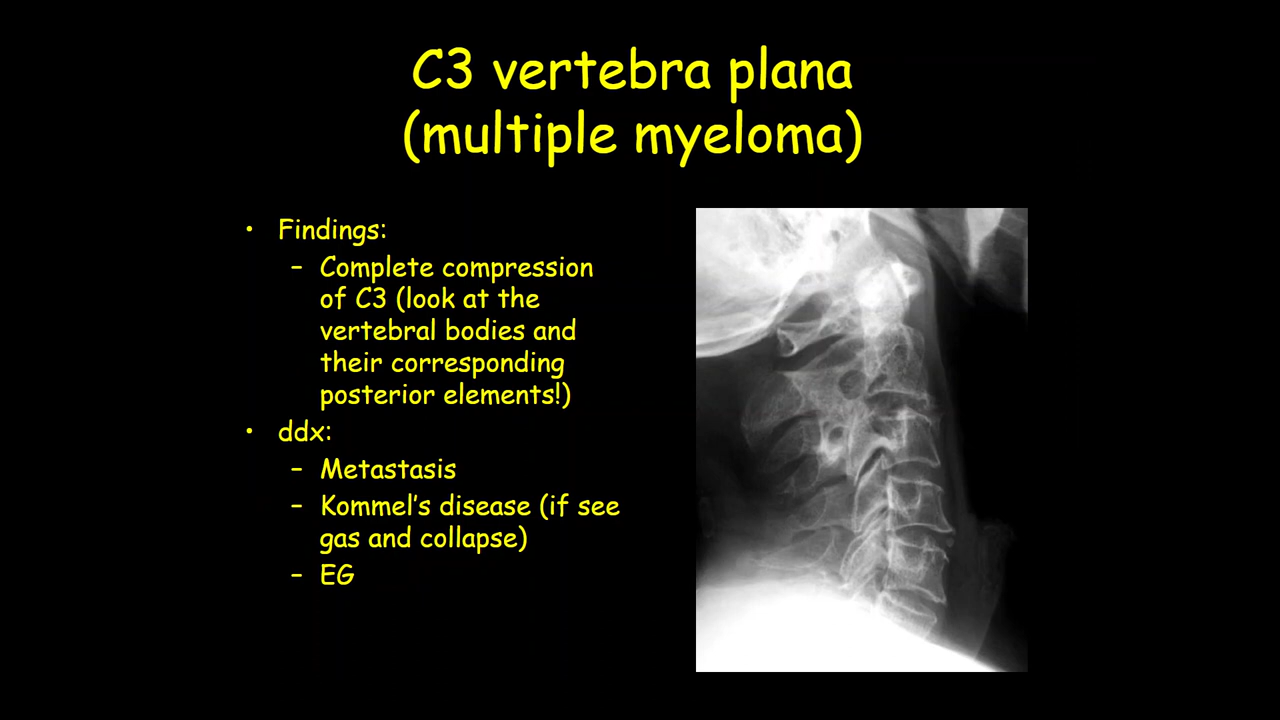 C3 vertebra plana
(multiple myeloma)
• Findings:
– Complete compression
of C3 (look at the
vertebral bodies and
their corresponding
posterior elements!)
• ddx:
– Metastasis
– Kommel's disease (if see
gas and collapse)
– EG